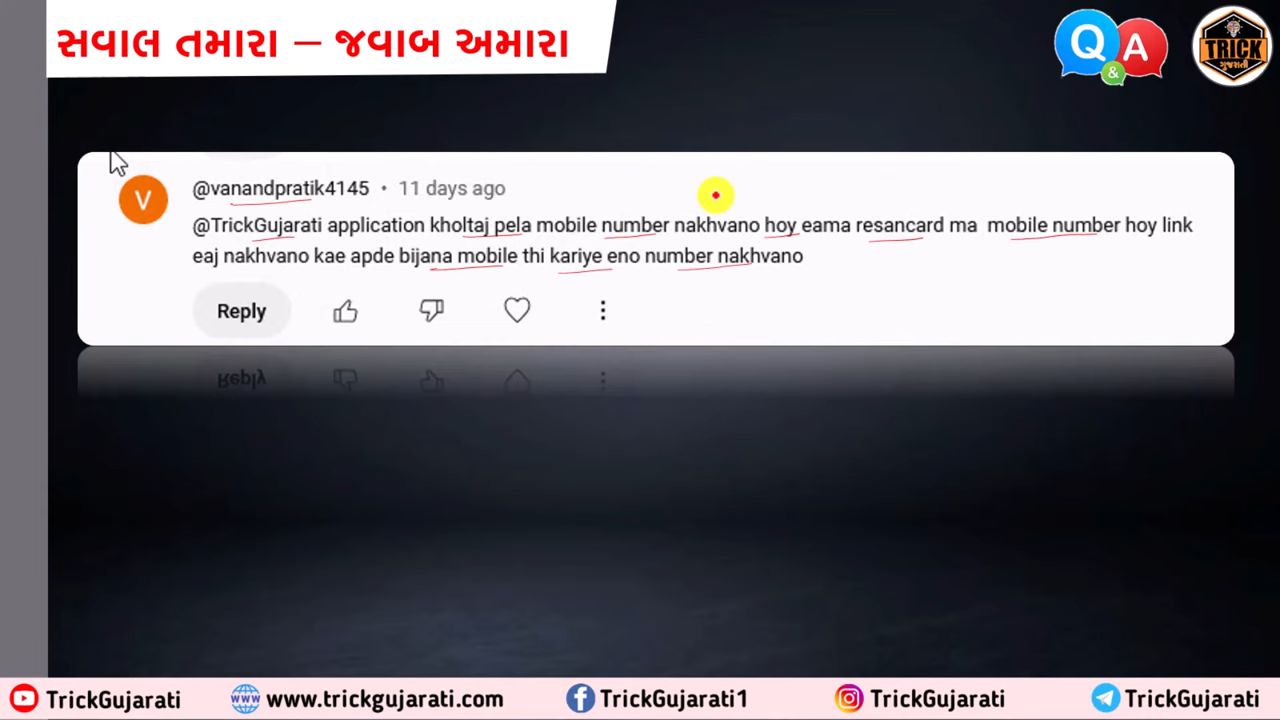 સવાલ તમારા – જવાબ અમારા
Q & A
TRICK
ગુજરાતી
V
@vanandpratik4145 • 11 days ago
@TrickGujarati application kholtaj pela mobile number nakhvano hoy eama resancard ma mobile number hoy link
eaj nakhvano kae apde bijana mobile thi kariye eno number nakhvano
Reply
Reply
TrickGujarati
www www.trickgujarati.com
TrickGujarati1
TrickGujarati
TrickGujarati